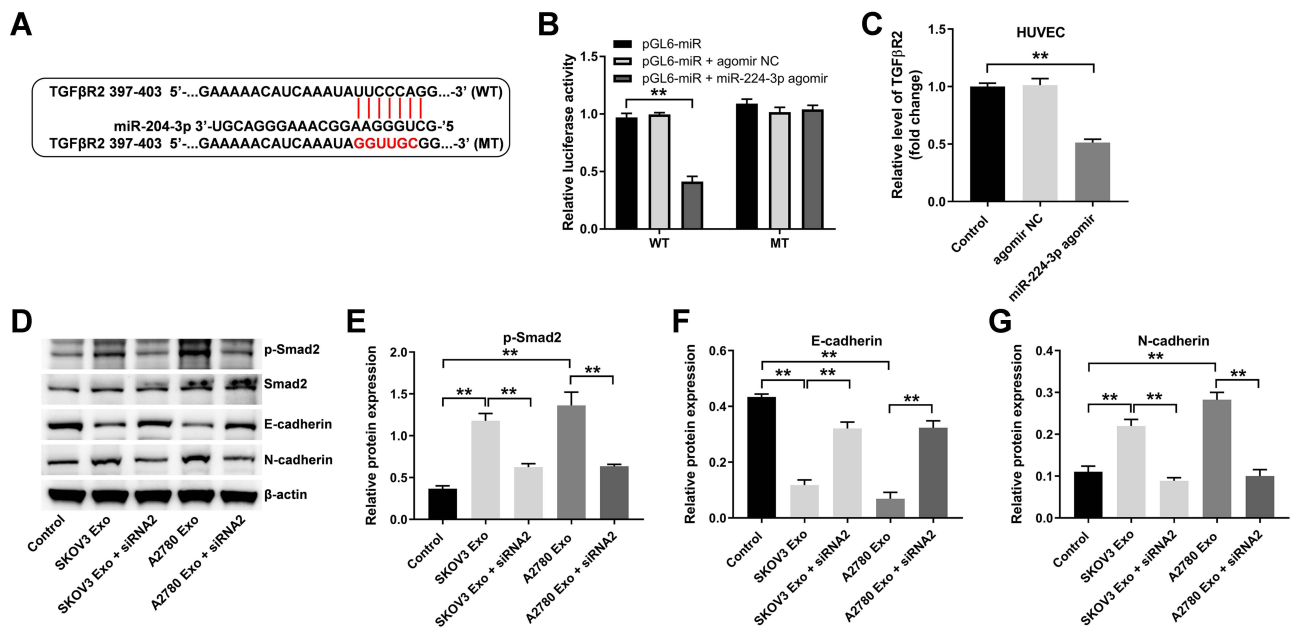 A
TGFβR2 397-403 5'-...GAAAAACAUCAAAUAUUCCCAGG...-3' (WT)
miR-204-3p 3'-UGCAGGGAAACGGAAGGGUCG-'5
TGFβR2 397-403 5'-...GAAAAACAUCAAAUAGGUUGCGG...-3' (MT)
B
pGL6-miR
pGL6-miR + agomir NC
pGL6-miR + miR-224-3p agomir
Relative luciferase activity
1.5
1.0
0.5
0.0
**
WT
MT
C
HUVEC
Relative level of TGFβR2
(fold change)
1.5
1.0
0.5
0.0
**
Control
agomir NC
miR-224-3p agomir
D
p-Smad2
Smad2
E-cadherin
N-cadherin
β-actin
Control
SKOV3 Exo
SKOV3 Exo + siRNA2
A2780 Exo
A2780 Exo + siRNA2
E
p-Smad2
Relative protein expression
2.0
1.5
1.0
0.5
0.0
**
**
**
**
Control
SKOV3 Exo
SKOV3 Exo + siRNA2
A2780 Exo
A2780 Exo + siRNA2
F
E-cadherin
Relative protein expression
0.6
0.4
0.2
0.0
**
**
**
**
Control
SKOV3 Exo
SKOV3 Exo + siRNA2
A2780 Exo
A2780 Exo + siRNA2
G
N-cadherin
Relative protein expression
0.4
0.3
0.2
0.1
0.0
**
**
**
**
Control
SKOV3 Exo
SKOV3 Exo + siRNA2
A2780 Exo
A2780 Exo + siRNA2